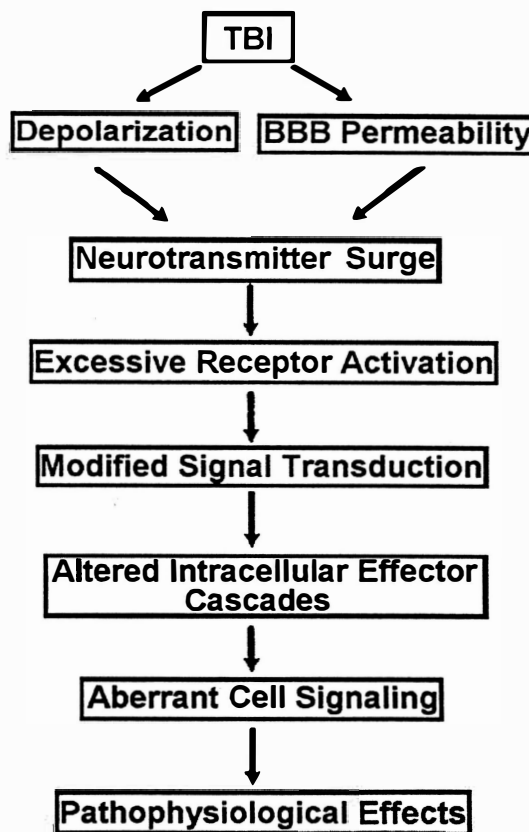 TBI
Depolarization
BBB Permeability
Neurotransmitter Surge
Excessive Receptor Activation
Modified Signal Transduction
Altered Intracellular Effector
Cascades
Aberrant Cell Signaling
Pathophysiological Effects